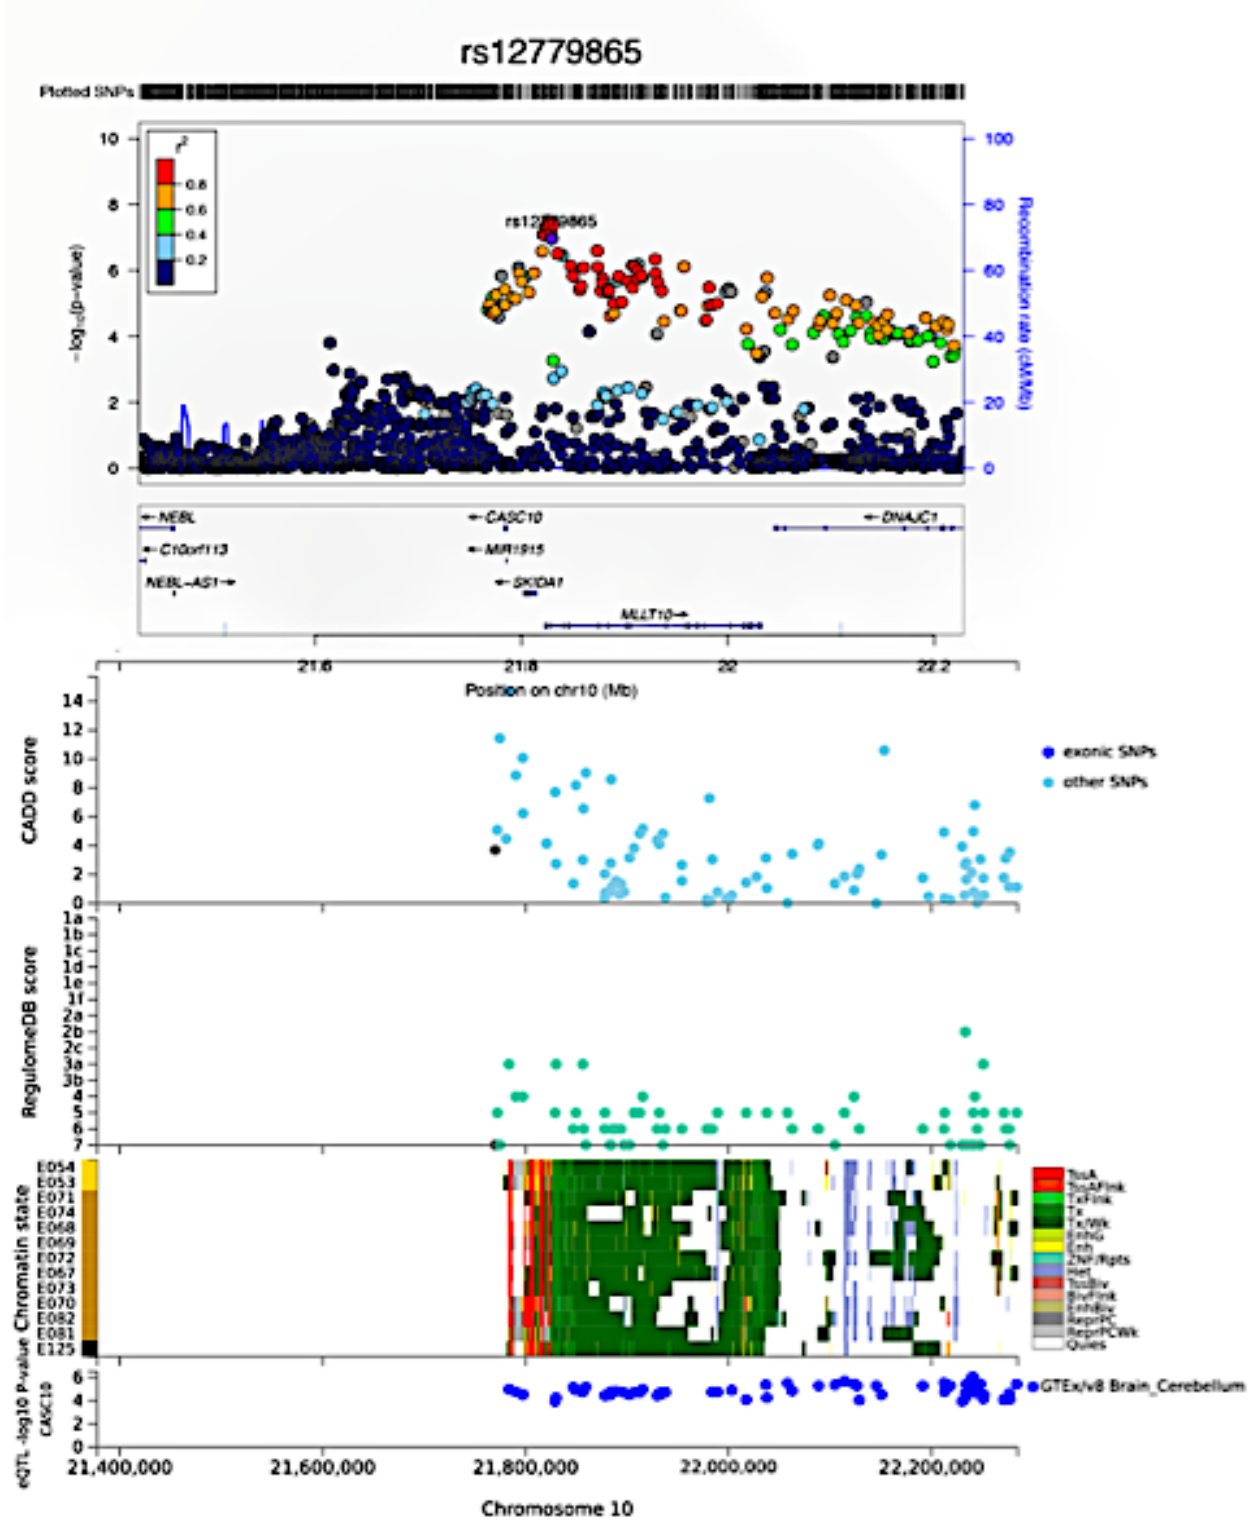 rs12779865
Plotted SNPs
10
8
6
4
2
0
−log10(p-value)
r2
0.8
0.6
0.4
0.2
rs12779865
100
80
60
40
20
0
Recombination rate (cM/Mb)
NEBL
CASC10
DNAJC1
C10orf113
MIR1915
NEBL-AS1
SKIDA1
MLLT10
21.6 21.8 22 22.2
Position on chr10 (Mb)
CADD score
14
12
10
8
6
4
2
0
exonic SNPs
other SNPs
RegulomeDB score
1a
1b
1c
1d
1e
1f
2a
2b
2c
3a
3b
4
5
6
7
Chromatin state
E054
E053
E071
E074
E068
E069
E072
E067
E073
E070
E082
E081
E125
TssA
TssAFlnk
TxFlnk
Tx
Tx/Wk
EnhG
Enh
ZNF/Rpts
Het
TssBiv
BivFlnk
EnhBiv
ReprPC
ReprPCWk
Quies
eQTL -log10 P-value
CASC10
6
4
2
0
GTEx/v8 Brain_Cerebellum
21,400,000 21,600,000 21,800,000 22,000,000 22,200,000
Chromosome 10